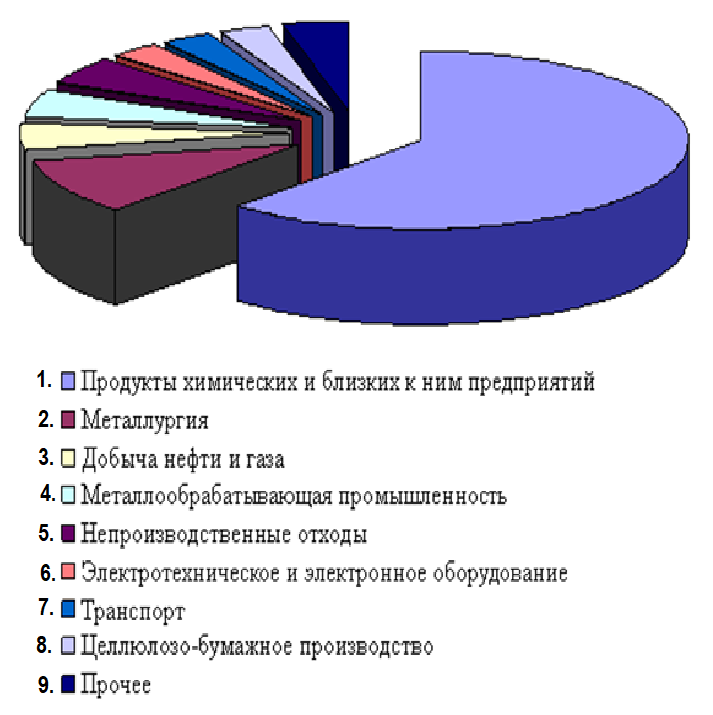 1. Продукты химических и близких к ним предприятий
2. Металлургия
3. Добыча нефти и газа
4. Металлообрабатывающая промышленность
5. Непроизводственные отходы
6. Электротехническое и электронное оборудование
7. Транспорт
8. Целлюлозо-бумажное производство
9. Прочее